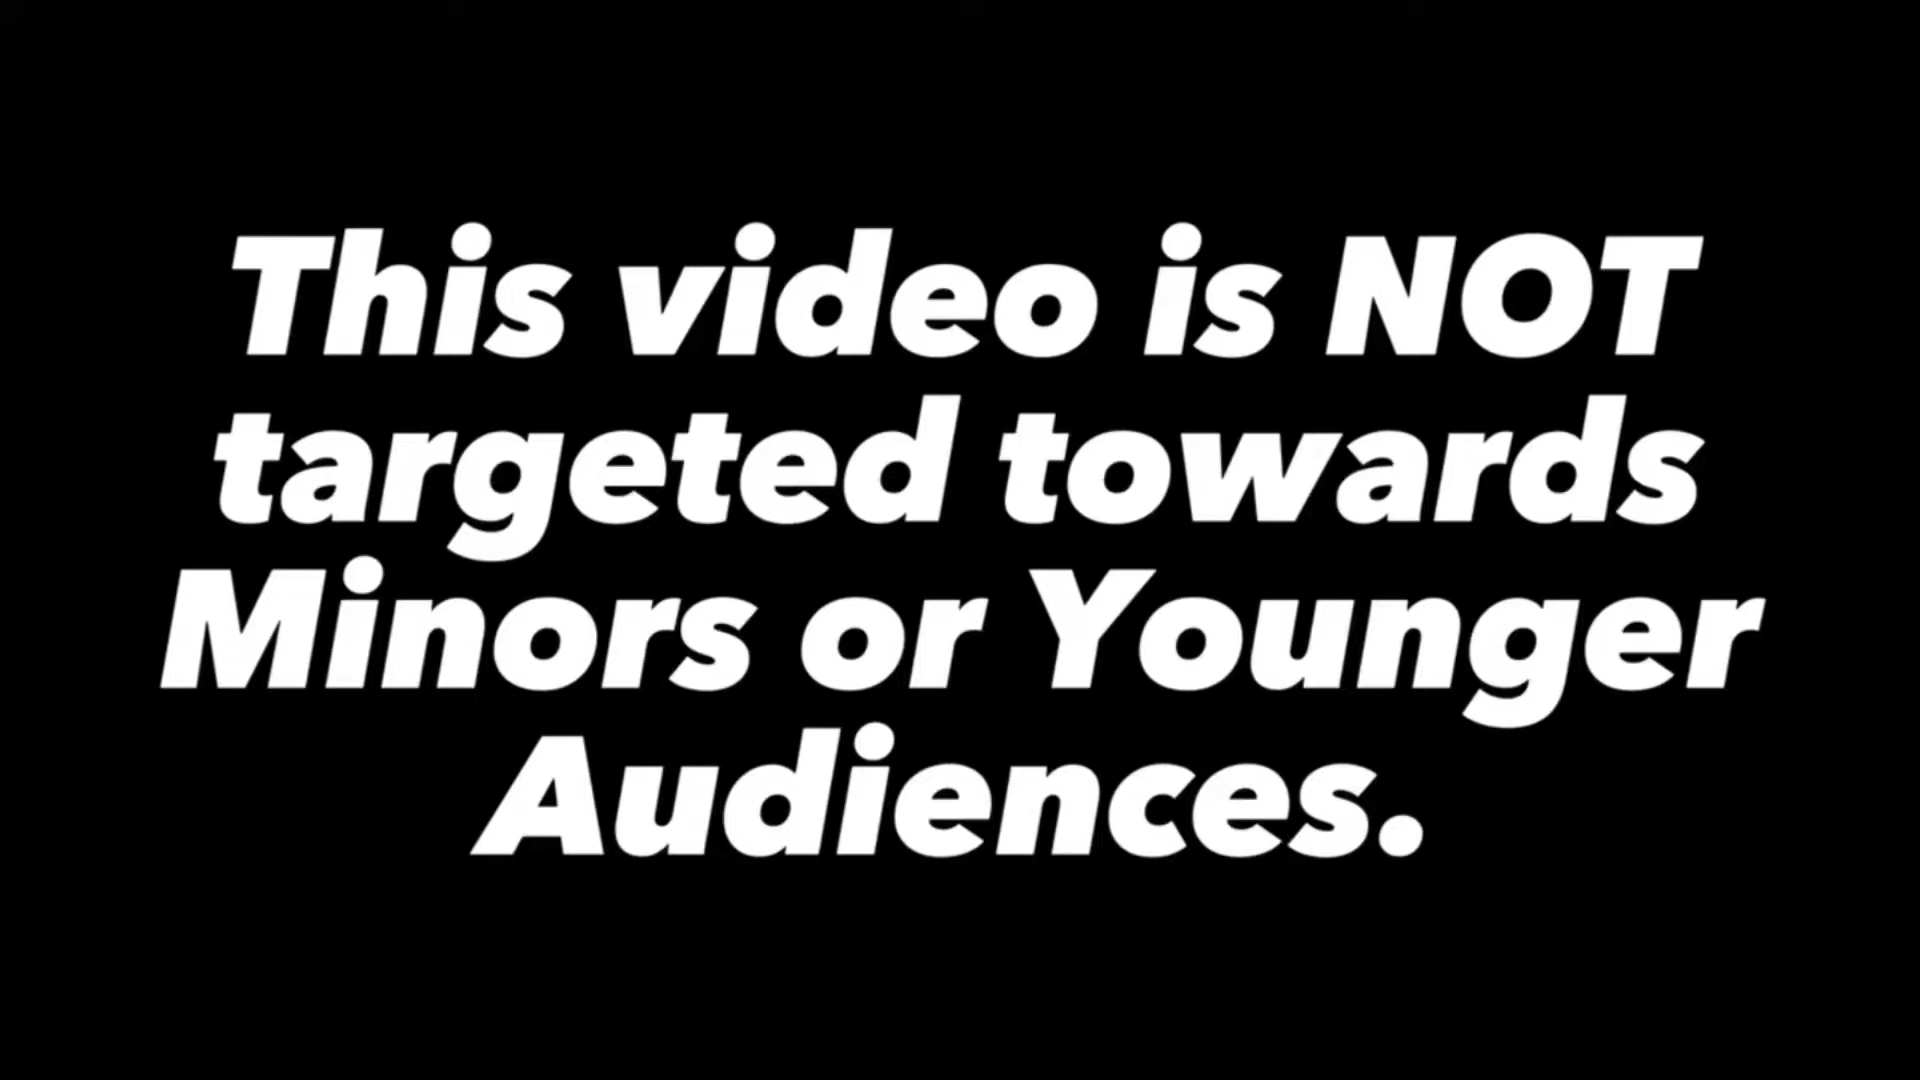 This video is NOT
targeted towards
Minors or Younger
Audiences.